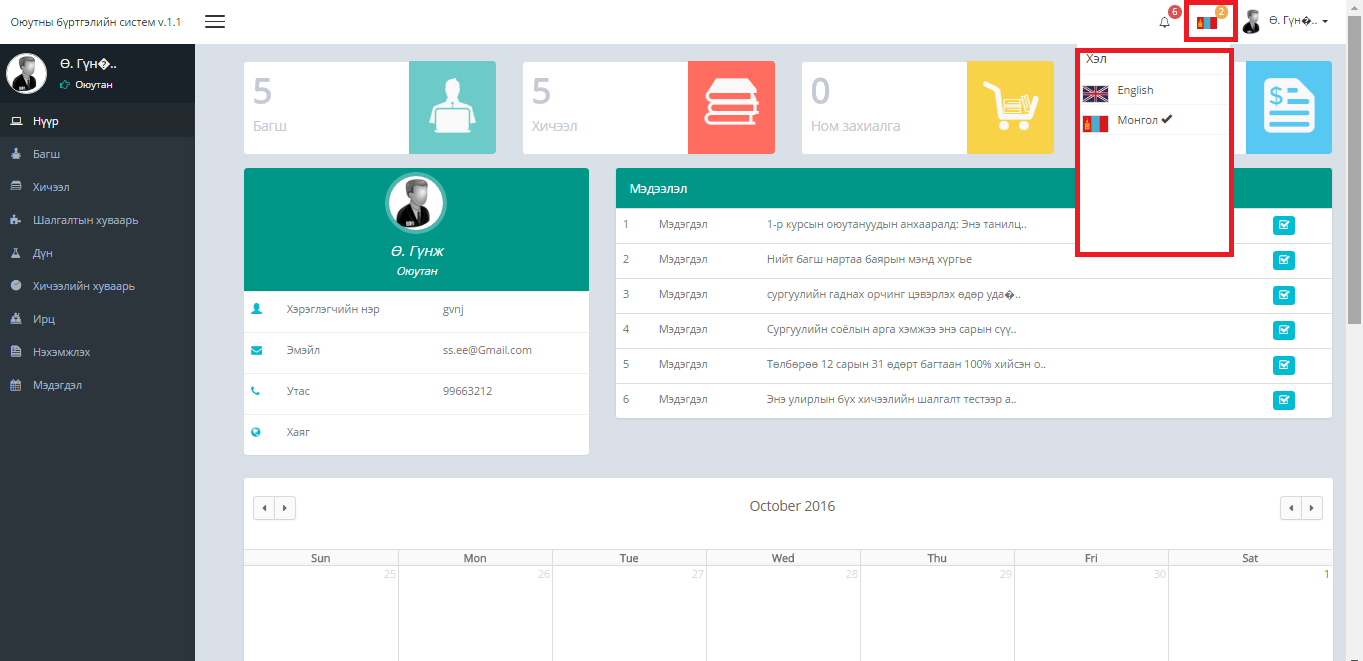 Оюутны бүртгэлийн систем v.1.1
6
2
Ө. Гүн�..
Ө. Гүн�..
Оюутан
Нүүр
Багш
Хичээл
Шалгалтын хуваарь
Дүн
Хичээлийн хуваарь
Ирц
Нэхэмжлэх
Мэдэгдэл
5
Багш
5
Хичээл
0
Ном захиалга
Хэл
English
Монгол
Ө. Гүнж
Оюутан
Хэрэглэгчийн нэр gvnj
Эмэйл ss.ee@Gmail.com
Утас 99663212
Хаяг
Мэдээлэл
1 Мэдэгдэл 1-р курсын оюутануудын анхааралд: Энэ танилц..
2 Мэдэгдэл Нийт багш нартаа баярын мэнд хүргье
3 Мэдэгдэл сургуулийн гаднах орчинг цэвэрлэх өдөр уда�..
4 Мэдэгдэл Сургуулийн соёлын арга хэмжээ энэ сарын сүү..
5 Мэдэгдэл Төлбөрөө 12 сарын 31 өдөрт багтаан 100% хийсэн о..
6 Мэдэгдэл Энэ улирлын бүх хичээлийн шалгалт тестээр а..
October 2016
Sun Mon Tue Wed Thu Fri Sat
25 26 27 28 29 30 1